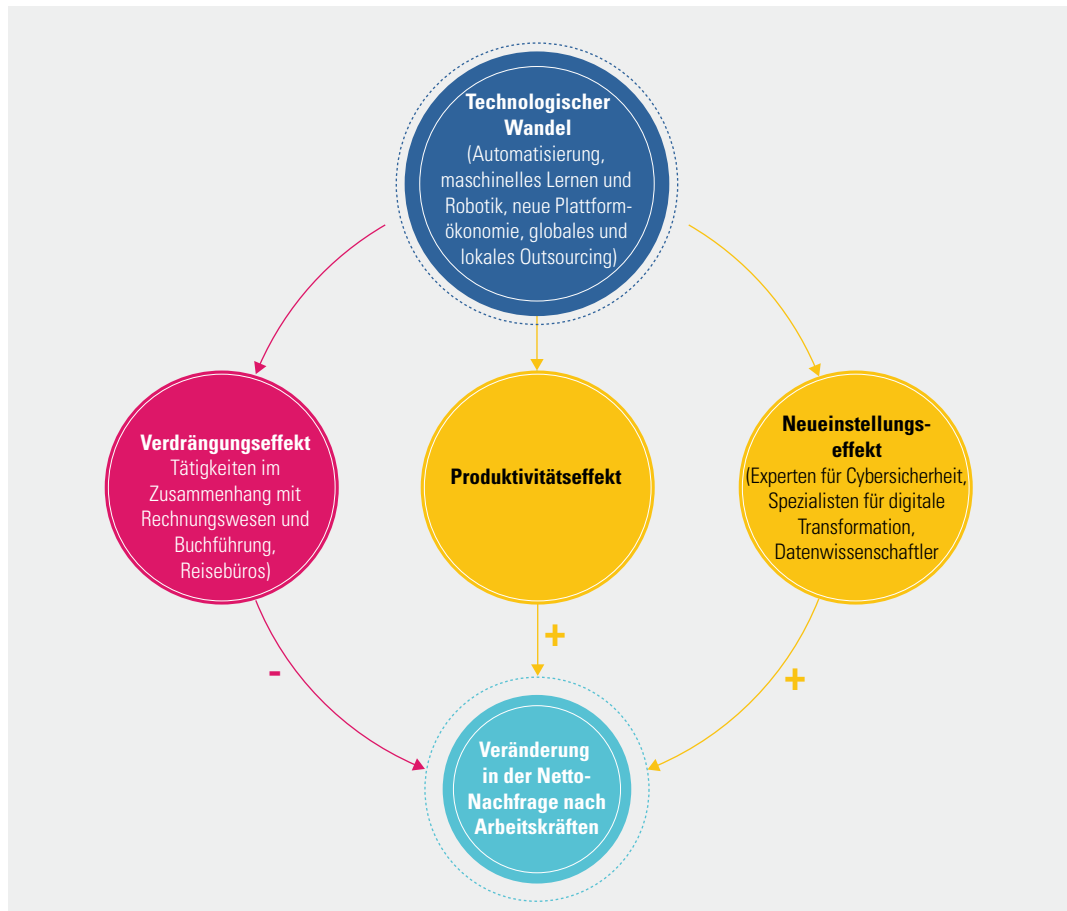 Technologischer
Wandel
(Automatisierung,
maschinelles Lernen und
Robotik, neue Plattform-
ökonomie, globales und
lokales Outsourcing)
Verdrängungseffekt
Tätigkeiten im
Zusammenhang mit
Rechnungswesen und
Buchführung,
Reisebüros)
Produktivitätseffekt
Neueinstellungs-
effekt
(Experten für Cybersicherheit,
Spezialisten für digitale
Transformation,
Datenwissenschaftler
-
+
+
Veränderung
in der Netto-
Nachfrage nach
Arbeitskräften